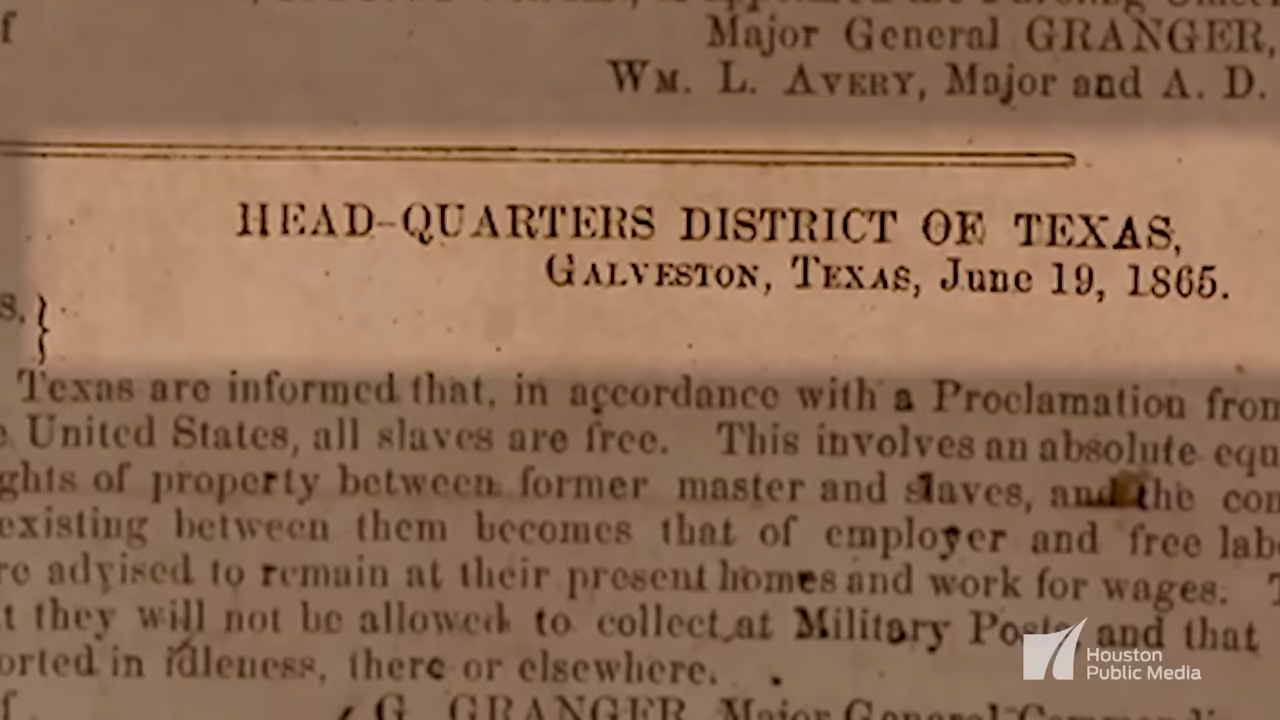 f
Major General GRANGER,
WM. L. AVERY, Major and A. D.
HEAD-QUARTERS DISTRICT OF TEXAS,
GALVESTON, TEXAS, June 19, 1865.
s, }
Texas are informed that, in accordance with a Proclamation from
United States, all slaves are free. This involves an absolute equ
ghts of property between former master and slaves, and the con
existing between them becomes that of employer and free lab
re advised to remain at their present homes and work for wages. T
t they will not be allowed to collect at Military Posts, and that
orted in idleness, there or elsewhere.
f
G. GRANGER, Major General
Houston
Public Media